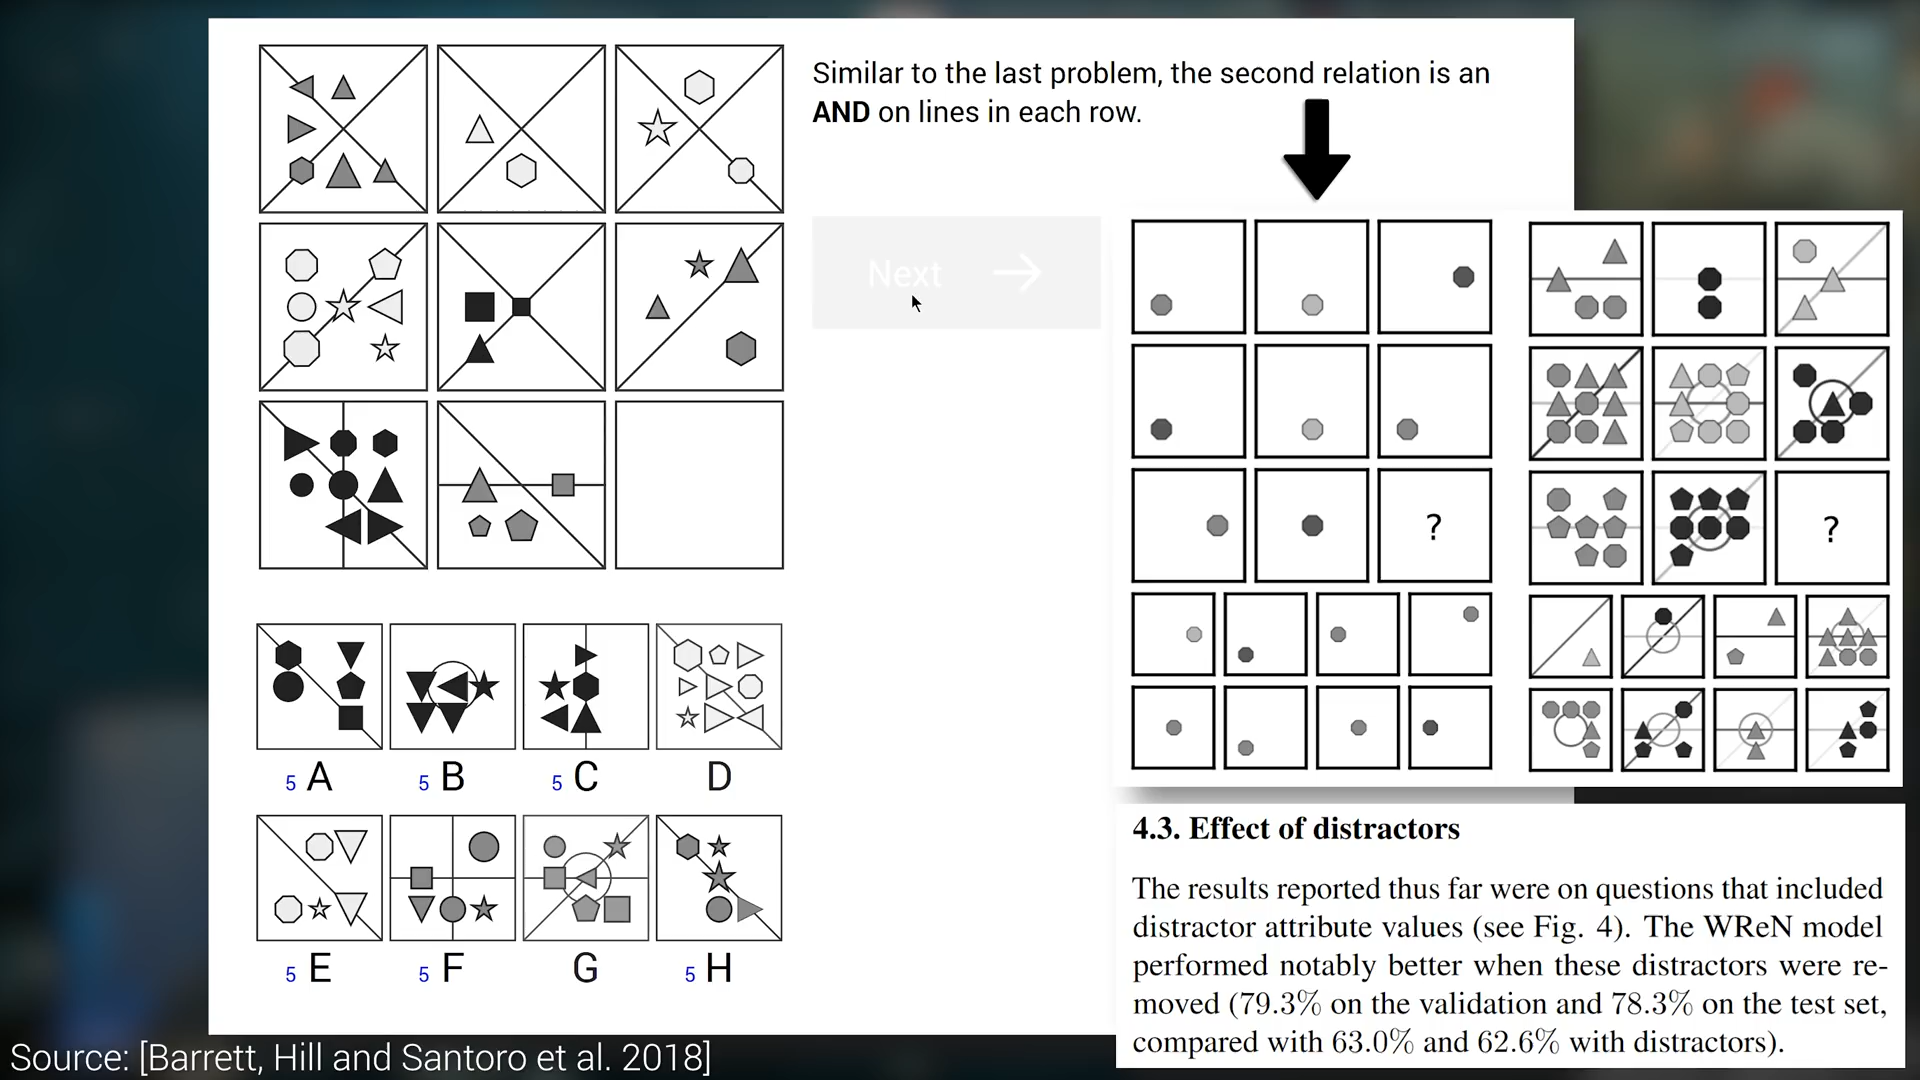 Similar to the last problem, the second relation is an
AND on lines in each row.
Next
?
?
5 A
5 B
5 C
D
5 E
5 F
G
5 H
4.3. Effect of distractors
The results reported thus far were on questions that included
distractor attribute values (see Fig. 4). The WReN model
performed notably better when these distractors were re-
moved (79.3% on the validation and 78.3% on the test set,
compared with 63.0% and 62.6% with distractors).
Source: [Barrett, Hill and Santoro et al. 2018]